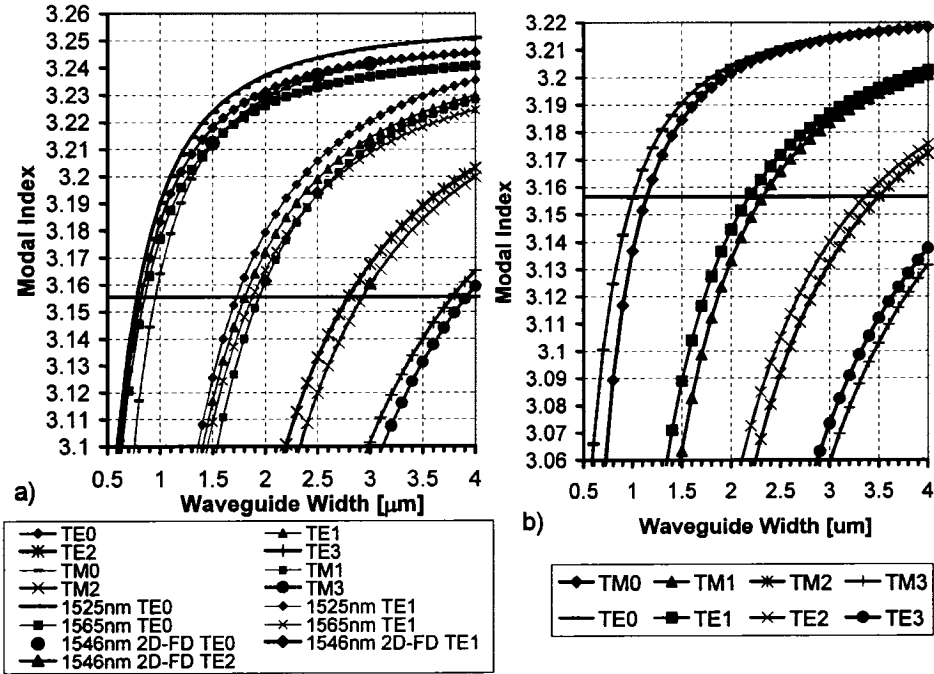 3.26
3.25
3.24
3.23
3.22
3.21
3.2
3.19
3.18
3.17
3.16
3.15
3.14
3.13
3.12
3.11
3.1
Modal Index
0.5 1 1.5 2 2.5 3 3.5 4
a)
Waveguide Width [μm]
TE0 TE1
TE2 TE3
TM0 TM1
TM2 TM3
1525nm TE0 1525nm TE1
1565nm TE0 1565nm TE1
1546nm 2D-FD TE0 1546nm 2D-FD TE1
1546nm 2D-FD TE2
3.22
3.21
3.2
3.19
3.18
3.17
3.16
3.15
3.14
3.13
3.12
3.11
3.1
3.09
3.08
3.07
3.06
Modal Index
0.5 1 1.5 2 2.5 3 3.5 4
b)
Waveguide Width [um]
TM0 TM1 TM2 TM3
TE0 TE1 TE2 TE3